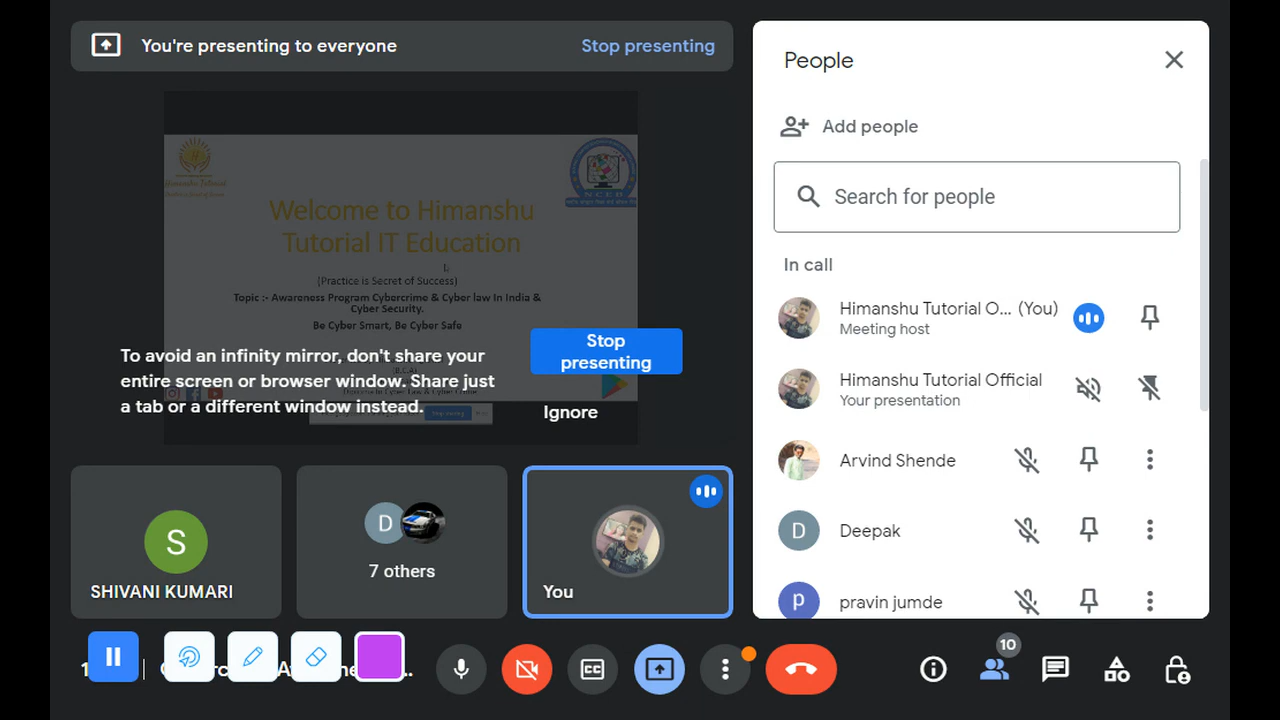 You're presenting to everyone
Stop presenting
Welcome to Himanshu
Tutorial IT Education
(Practice is Secret of Success)
Topic :- Awareness Program Cybercrime & Cyber law In India &
Cyber Security.
Be Cyber Smart, Be Cyber Safe
(B.C.A)
Himanshu Tutorial
NCEB
To avoid an infinity mirror, don't share your
entire screen or browser window. Share just
a tab or a different window instead.
Stop
presenting
Ignore
S
SHIVANI KUMARI
D
7 others
You
People
Add people
Search for people
In call
Himanshu Tutorial O... (You)
Meeting host
Himanshu Tutorial Official
Your presentation
Arvind Shende
D
Deepak
p
pravin jumde
CC
10